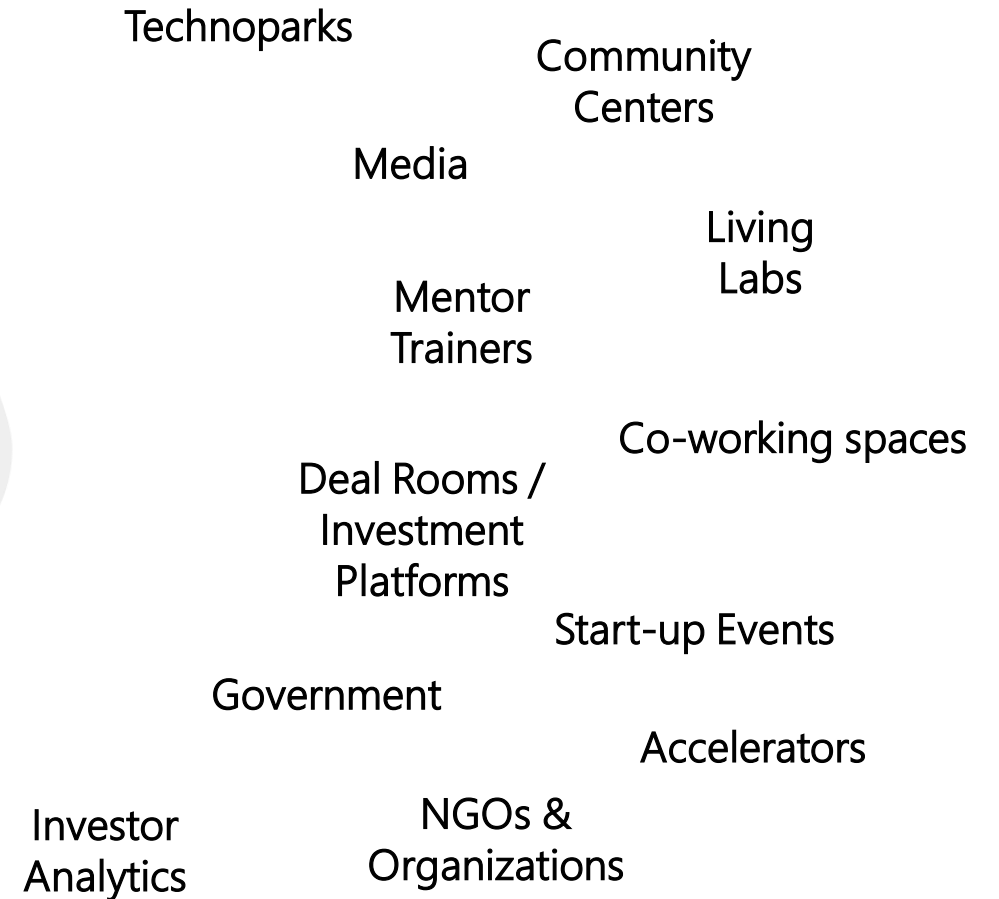 Technoparks
Community
Centers
Media
Living
Labs
Mentor
Trainers
Co-working spaces
Deal Rooms /
Investment
Platforms
Start-up Events
Government
Accelerators
NGOs &
Organizations
Investor
Analytics